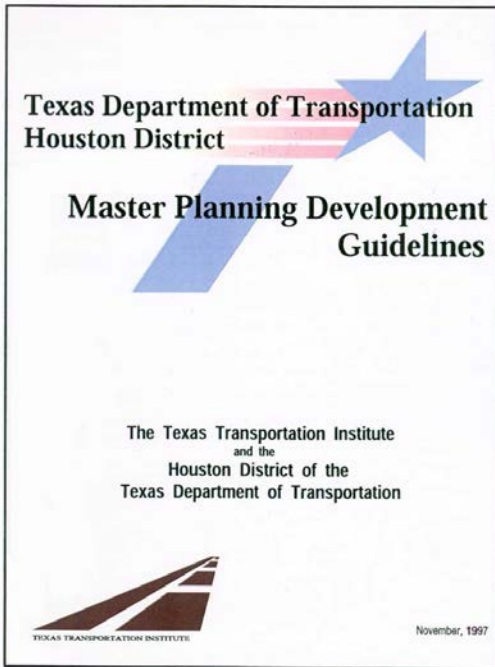 Texas Department of Transportation
Houston District
Master Planning Development
Guidelines
The Texas Transportation Institute
and the
Houston District of the
Texas Department of Transportation
TEXAS TRANSPORTATION INSTITUTE
November, 1997